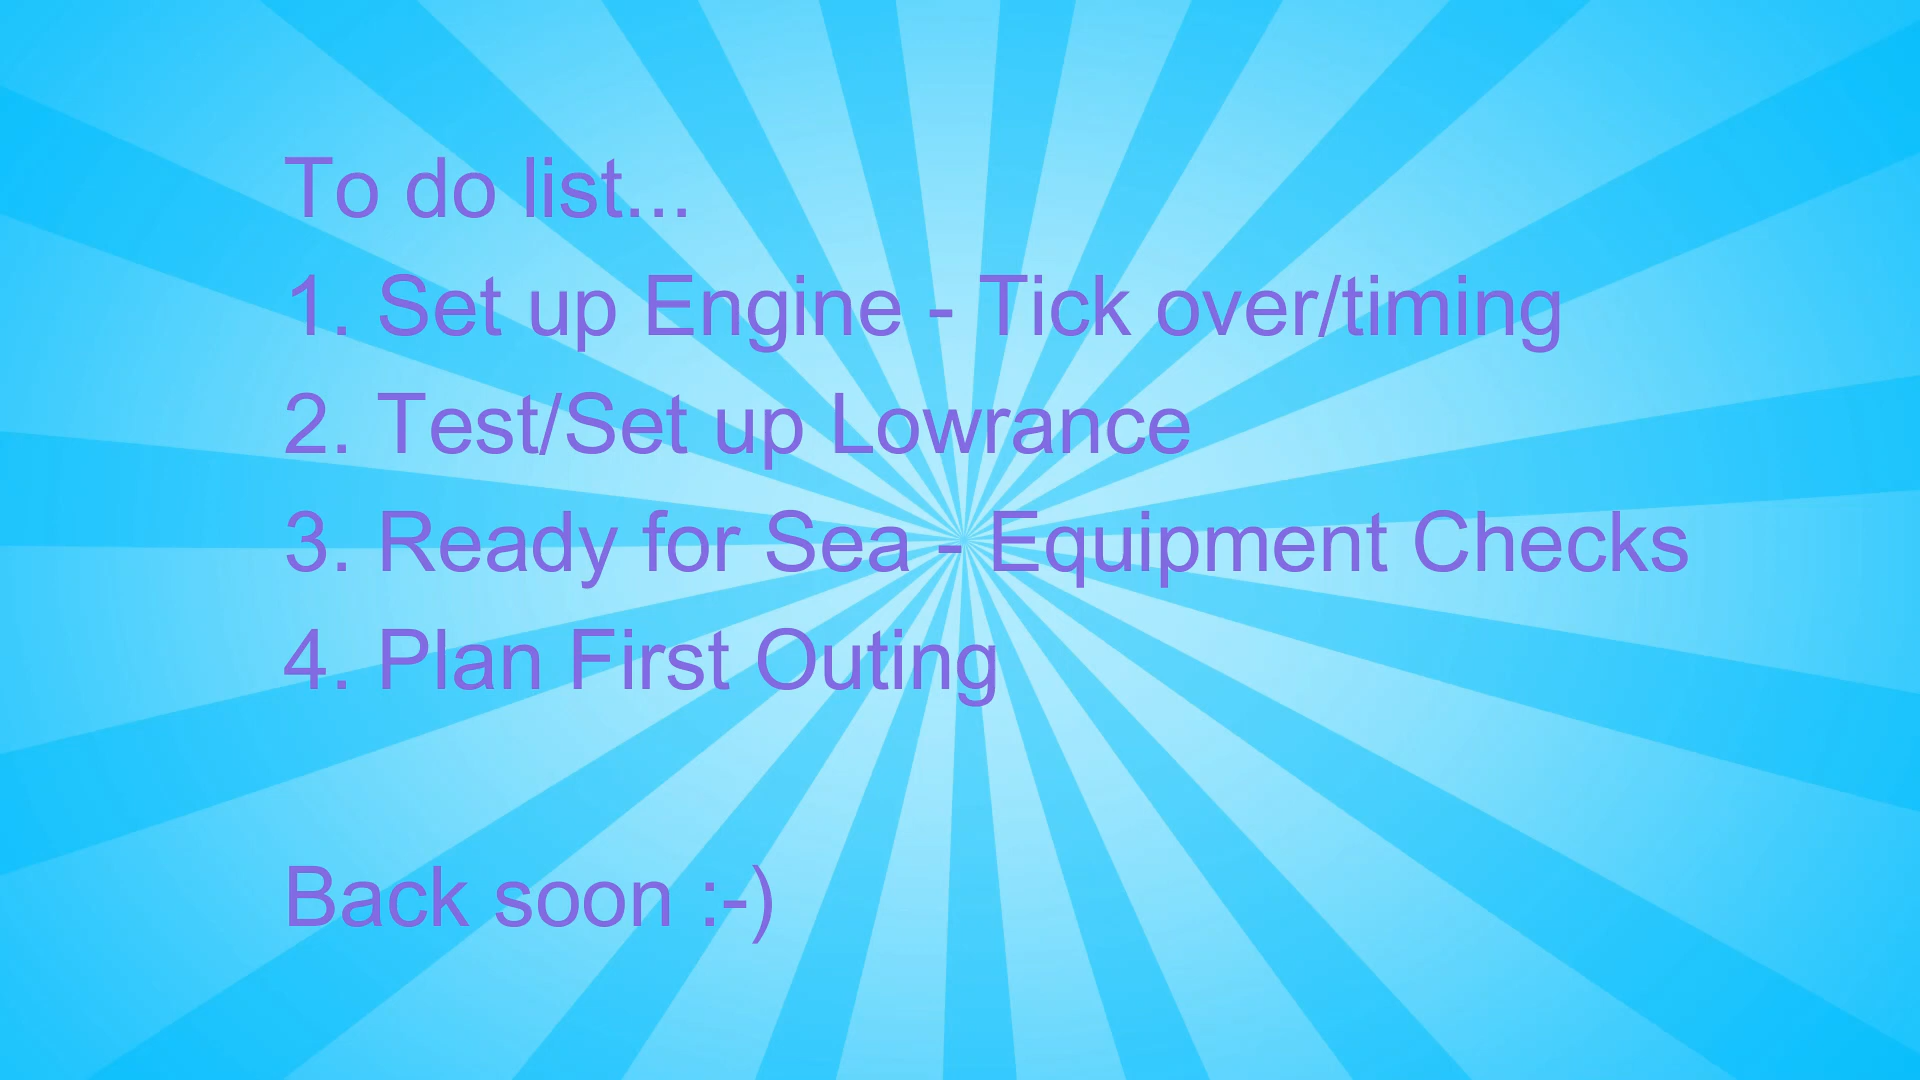 To do list...
1. Set up Engine - Tick over/timing
2. Test/Set up Lowrance
3. Ready for Sea - Equipment Checks
4. Plan First Outing
Back soon :-)